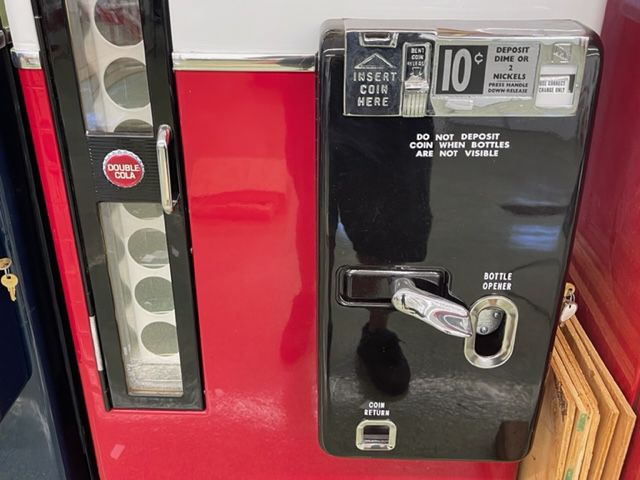 BENT
COIN
RELEASE
INSERT
COIN
HERE
10¢
DEPOSIT
DIME OR
2
NICKELS
PRESS HANDLE
DOWN-RELEASE
USE CORRECT
CHANGE ONLY
DO NOT DEPOSIT
COIN WHEN BOTTLES
ARE NOT VISIBLE
DOUBLE
COLA
BOTTLE
OPENER
COIN
RETURN